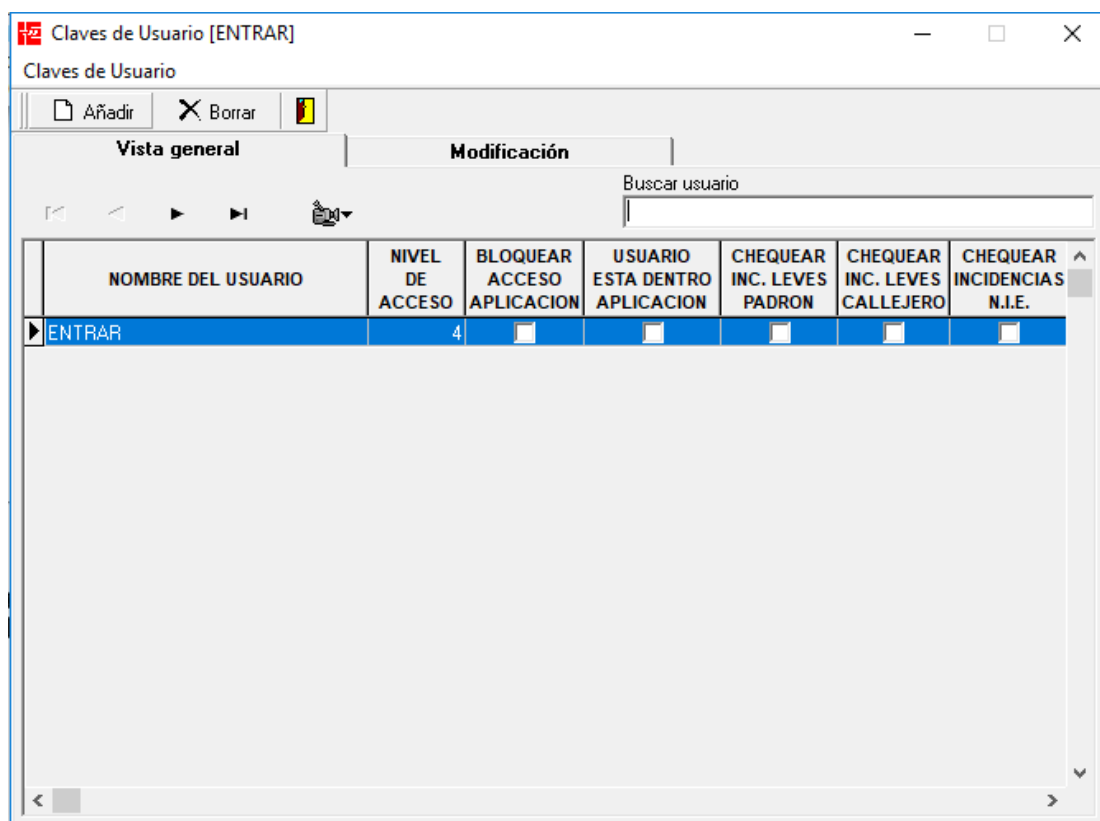 Claves de Usuario [ENTRAR]
Claves de Usuario
Añadir Borrar
Vista general Modificación
Buscar usuario
NOMBRE DEL USUARIO NIVEL DE ACCESO BLOQUEAR ACCESO APLICACION USUARIO ESTA DENTRO APLICACION CHEQUEAR INC. LEVES PADRON CHEQUEAR INC. LEVES CALLEJERO CHEQUEAR INCIDENCIAS N.I.E.
ENTRAR 4